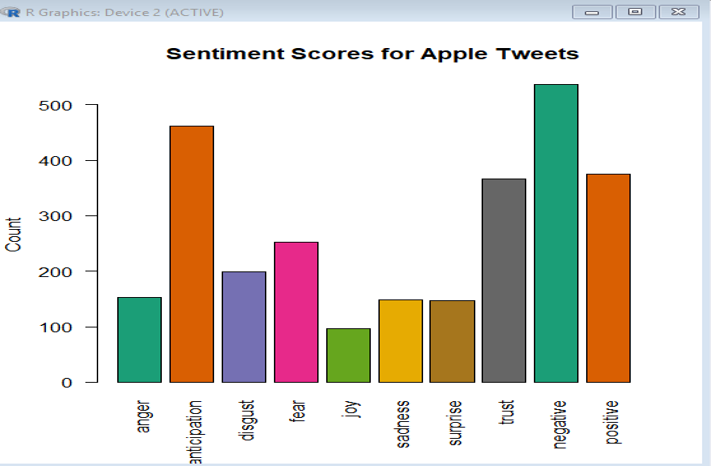 R Graphics: Device 2 (ACTIVE)
Sentiment Scores for Apple Tweets
Count
500
400
300
200
100
0
anger
anticipation
disgust
fear
joy
sadness
surprise
trust
negative
positive